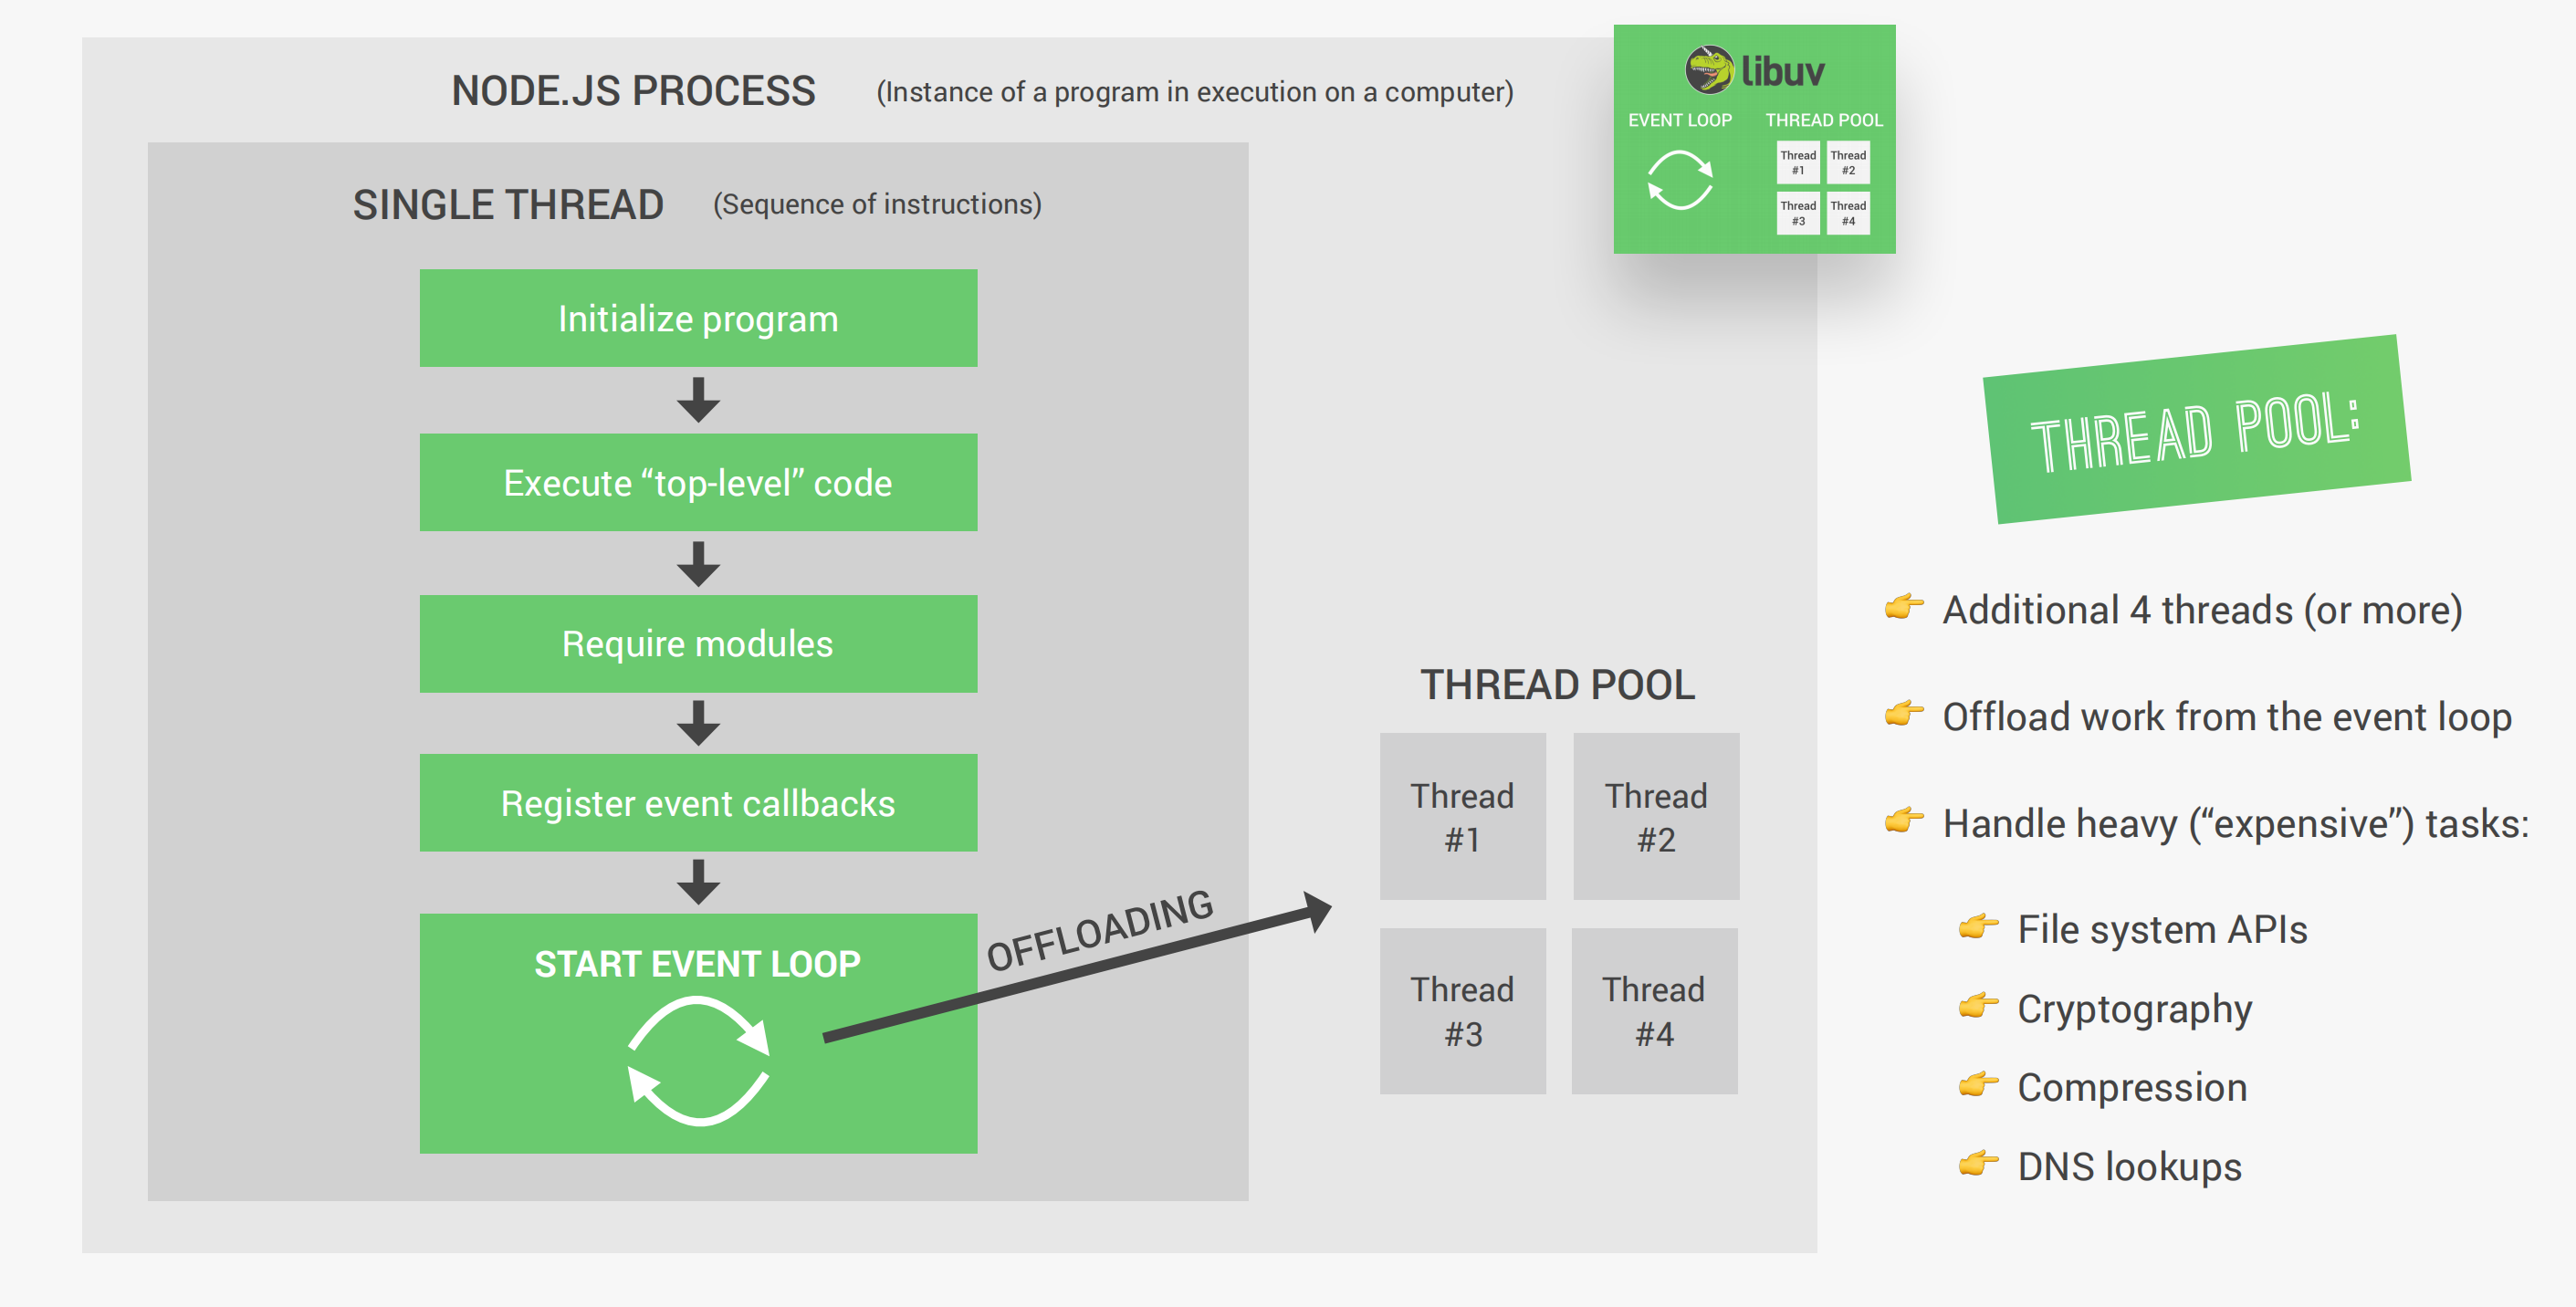 NODE.JS PROCESS (Instance of a program in execution on a computer)
SINGLE THREAD (Sequence of instructions)
Initialize program
Execute “top-level” code
Require modules
Register event callbacks
START EVENT LOOP
OFFLOADING
THREAD POOL
Thread
#1
Thread
#2
Thread
#3
Thread
#4
libuv
EVENT LOOP
THREAD POOL
Thread
#1
Thread
#2
Thread
#3
Thread
#4
THREAD POOL:
Additional 4 threads (or more)
Offload work from the event loop
Handle heavy (“expensive”) tasks:
File system APIs
Cryptography
Compression
DNS lookups